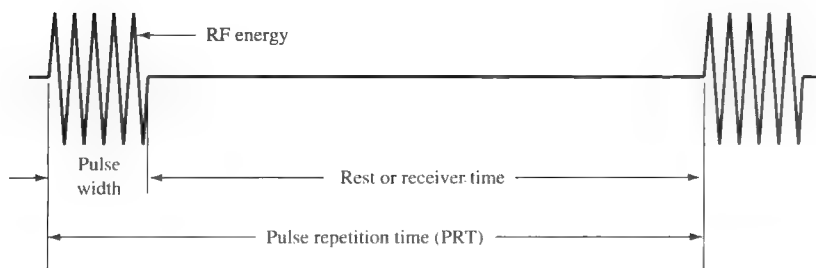 RF energy
Pulse
width
Rest or receiver time
Pulse repetition time (PRT)